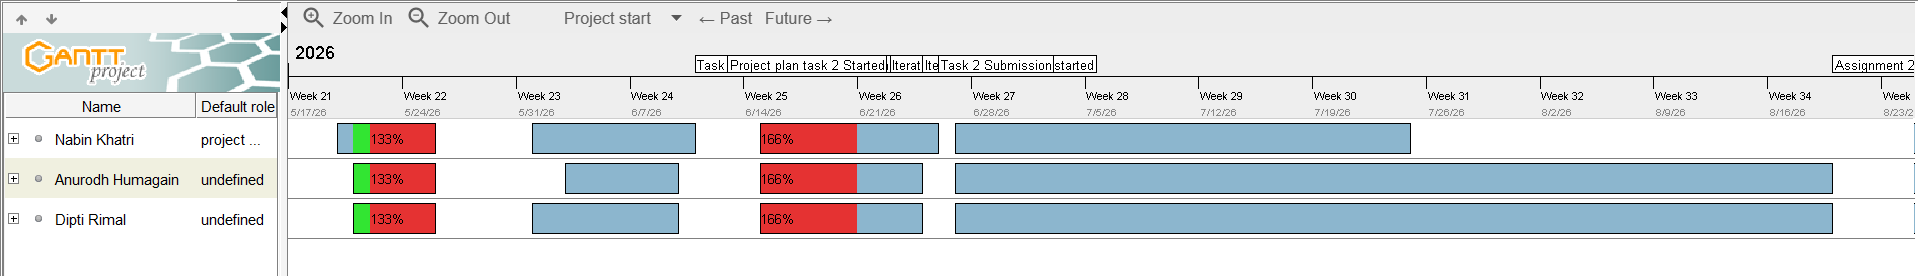 Zoom In Zoom Out Project start ← Past Future →
GANTT project
2026
Task Project plan task 2 Started Iterat Ite Task 2 Submission started Assignment 2
Week 21 Week 22 Week 23 Week 24 Week 25 Week 26 Week 27 Week 28 Week 29 Week 30 Week 31 Week 32 Week 33 Week 34 Week
5/17/26 5/24/26 5/31/26 6/7/26 6/14/26 6/21/26 6/28/26 7/5/26 7/12/26 7/19/26 7/26/26 8/2/26 8/9/26 8/16/26 8/23/2
Name Default role
Nabin Khatri project ... 133% 166%
Anurodh Humagain undefined 133% 166%
Dipti Rimal undefined 133% 166%